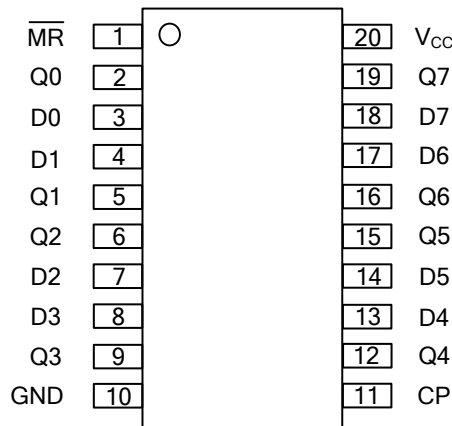 M̅R̅ 1 20 VCC
Q0 2 19 Q7
D0 3 18 D7
D1 4 17 D6
Q1 5 16 Q6
Q2 6 15 Q5
D2 7 14 D5
D3 8 13 D4
Q3 9 12 Q4
GND 10 11 CP